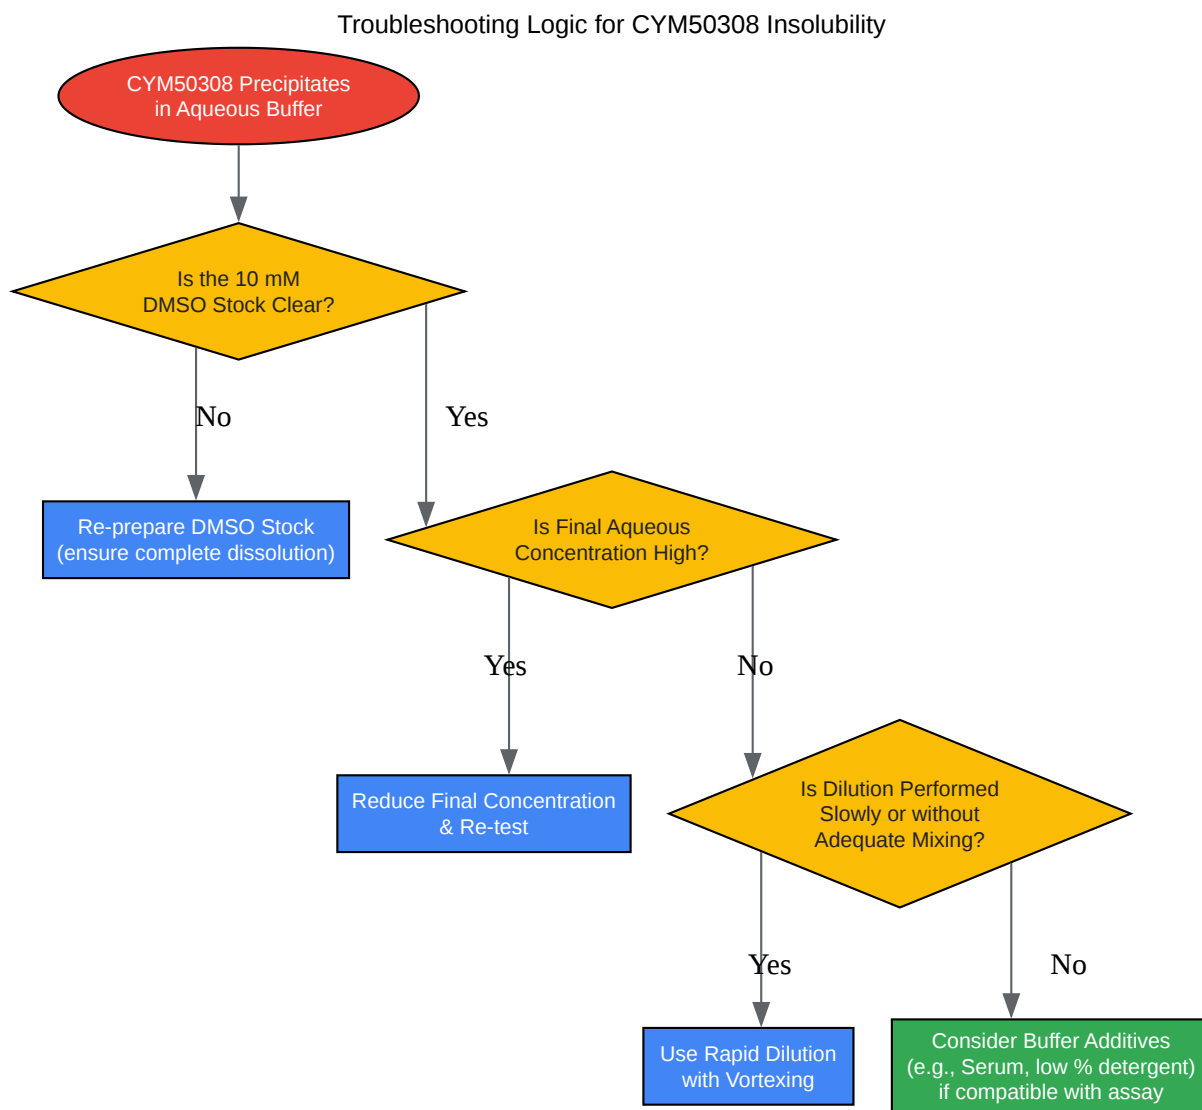 Troubleshooting Logic for CYM50308 Insolubility
CYM50308 Precipitates
in Aqueous Buffer
Is the 10 mM
DMSO Stock Clear?
No
Yes
Re-prepare DMSO Stock
(ensure complete dissolution)
Is Final Aqueous
Concentration High?
Yes
No
Reduce Final Concentration
& Re-test
Is Dilution Performed
Slowly or without
Adequate Mixing?
Yes
No
Use Rapid Dilution
with Vortexing
Consider Buffer Additives
(e.g., Serum, low % detergent)
if compatible with assay